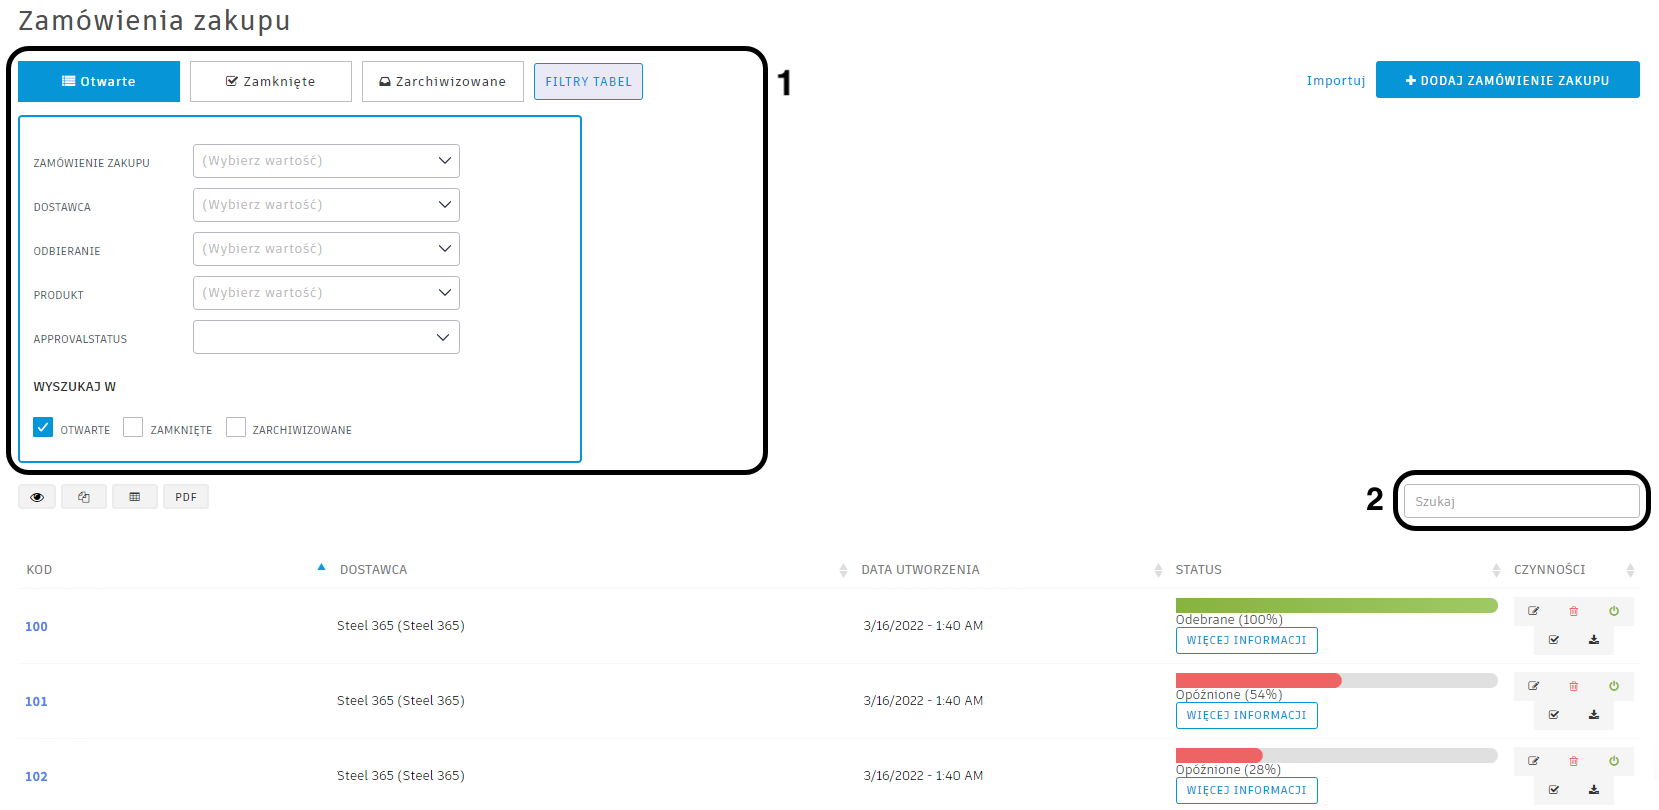 Zamówienia zakupu
Otwarte Zamknięte Zarchiwizowane FILTRY TABEL 1 Importuj DODAJ ZAMÓWIENIE ZAKUPU
ZAMÓWIENIE ZAKUPU (Wybierz wartość)
DOSTAWCA (Wybierz wartość)
ODBIERANIE (Wybierz wartość)
PRODUKT (Wybierz wartość)
APPROVALSTATUS
WYSZUKAJ W
OTWARTE ZAMKNIĘTE ZARCHIWIZOWANE
PDF 2 Szukaj
KOD DOSTAWCA DATA UTWORZENIA STATUS CZYNNOŚCI
100 Steel 365 (Steel 365) 3/16/2022 - 1:40 AM Odebrane (100%)
WIĘCEJ INFORMACJI
101 Steel 365 (Steel 365) 3/16/2022 - 1:40 AM Opóźnione (54%)
WIĘCEJ INFORMACJI
102 Steel 365 (Steel 365) 3/16/2022 - 1:40 AM Opóźnione (28%)
WIĘCEJ INFORMACJI